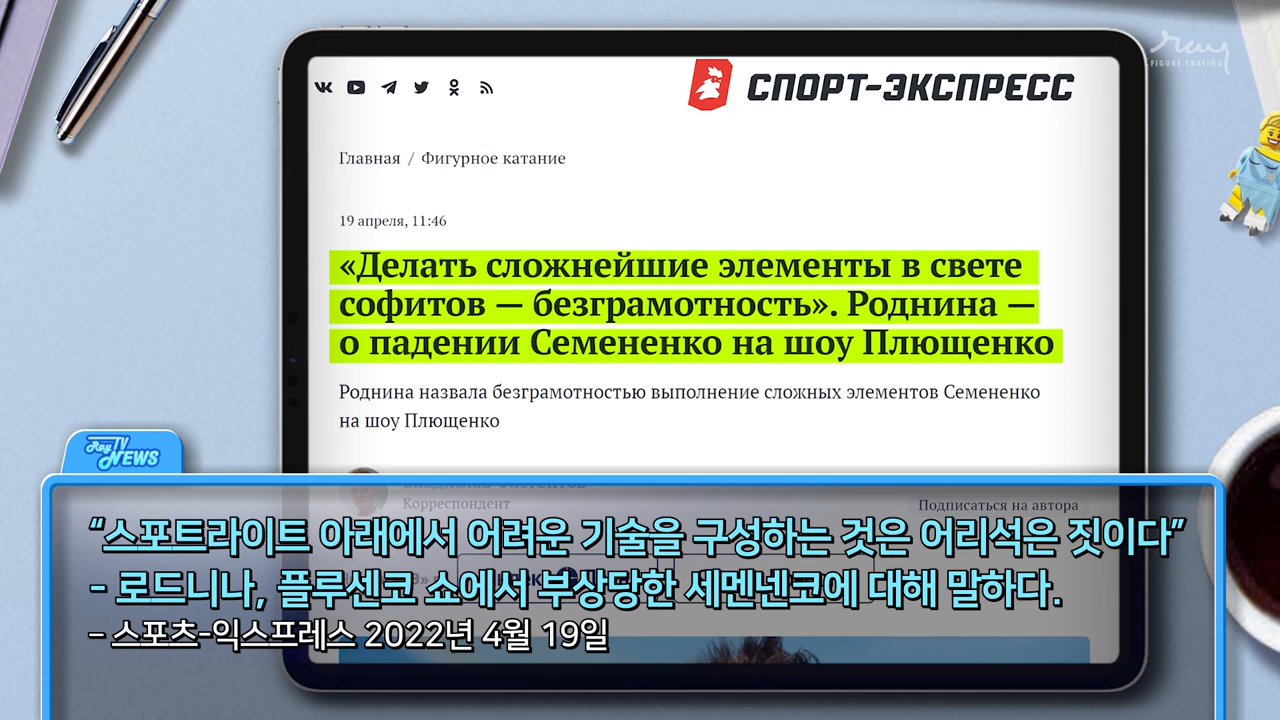 Ray
FIGURE SKATING
СПОРТ-ЭКСПРЕСС
Главная / Фигурное катание
19 апреля, 11:46
«Делать сложнейшие элементы в свете
софитов — безграмотность». Роднина —
о падении Семененко на шоу Плющенко
Роднина назвала безграмотностью выполнение сложных элементов Семененко
на шоу Плющенко
Корреспондент
Подписаться на автора
RayTV
NEWS
“스포트라이트 아래에서 어려운 기술을 구성하는 것은 어리석은 짓이다”
- 로드니나, 플루센코 쇼에서 부상당한 세멘넨코에 대해 말하다.
- 스포츠-익스프레스 2022년 4월 19일